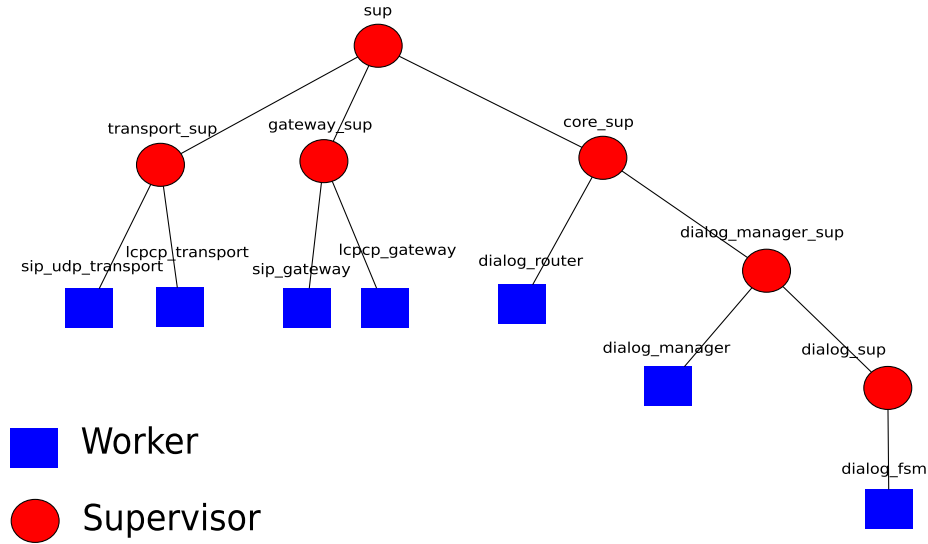 sup
transport_sup
gateway_sup
core_sup
dialog_manager_sup
lcpcp_transport
sip_udp_transport
lcpcp_gateway
sip_gateway
dialog_router
dialog_manager
dialog_sup
dialog_fsm
Worker
Supervisor